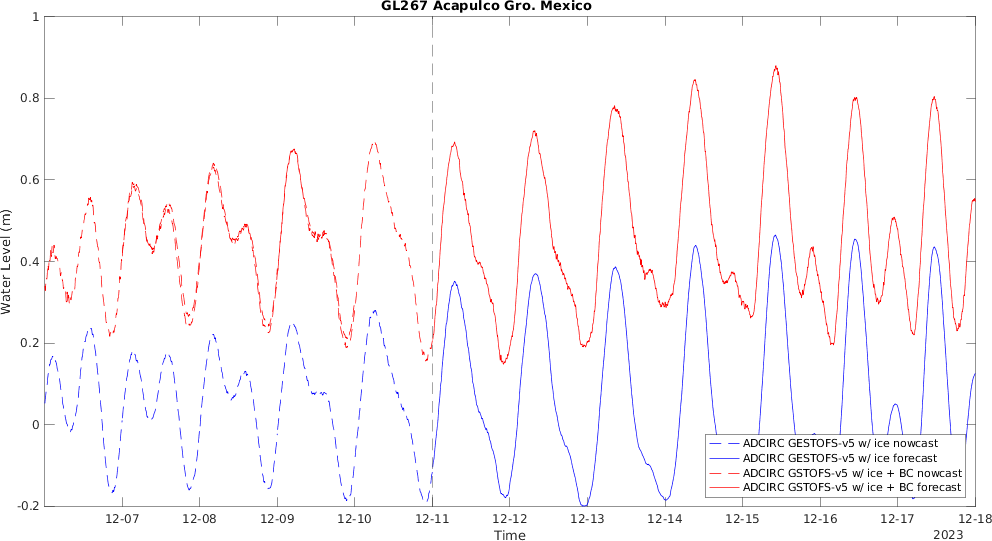 GL267 Acapulco Gro. Mexico
Water Level (m)
1
0.8
0.6
0.4
0.2
0
-0.2
ADCIRC GESTOFS-v5 w/ ice nowcast
ADCIRC GESTOFS-v5 w/ ice forecast
ADCIRC GSTOFS-v5 w/ ice + BC nowcast
ADCIRC GSTOFS-v5 w/ ice + BC forecast
12-07 12-08 12-09 12-10 12-11 12-12 12-13 12-14 12-15 12-16 12-17 12-18
Time
2023